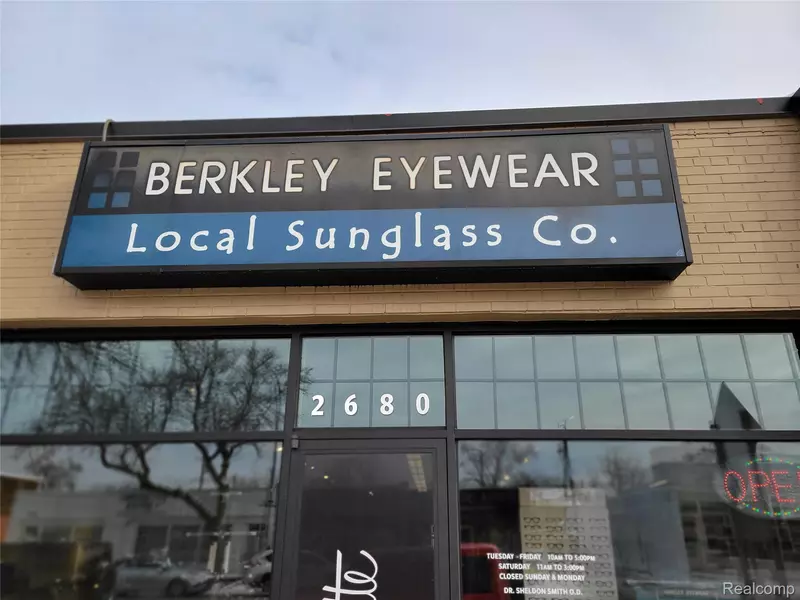 BERKLEY EYEWEAR
Local Sunglass Co.
2680
OPE
TUESDAY - FRIDAY 10AM TO 5:00PM
SATURDAY 11AM TO 3:00PM
CLOSED SUNDAY & MONDAY
DR. SHELDON SMITH O.D.
Realcomp